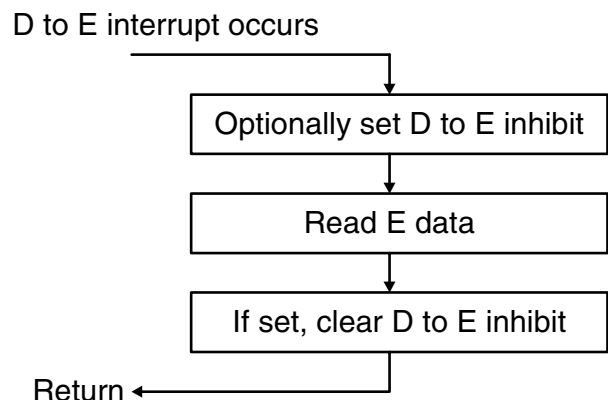 D to E interrupt occurs
Optionally set D to E inhibit
Read E data
If set, clear D to E inhibit
Return